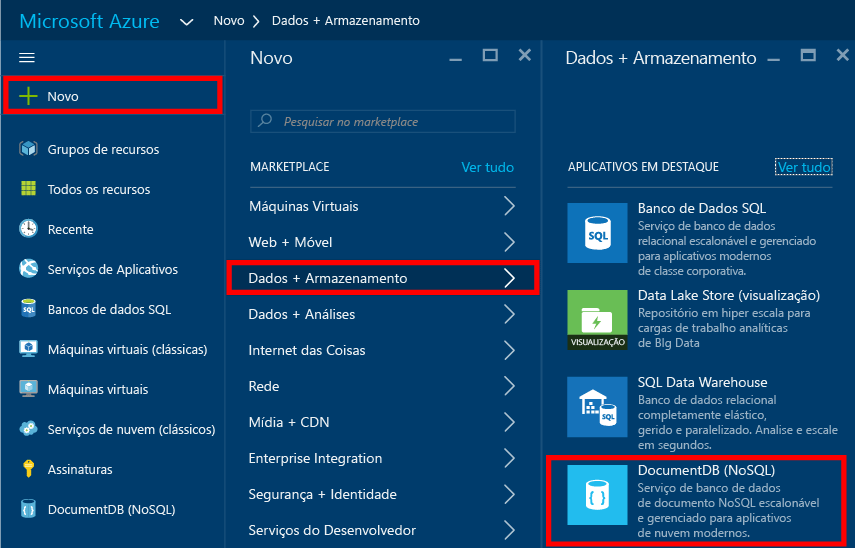 Microsoft Azure
Novo
Dados + Armazenamento
Novo
Grupos de recursos
Todos os recursos
Recente
Serviços de Aplicativos
Bancos de dados SQL
Máquinas virtuais (clássicas)
Máquinas virtuais
Serviços de nuvem (clássicos)
Assinaturas
DocumentDB (NoSQL)
Novo
Pesquisar no marketplace
MARKETPLACE
Ver tudo
Máquinas Virtuais
Web + Móvel
Dados + Armazenamento
Dados + Análises
Internet das Coisas
Rede
Mídia + CDN
Enterprise Integration
Segurança + Identidade
Serviços do Desenvolvedor
Dados + Armazenamento
APLICATIVOS EM DESTAQUE
Ver tudo
SQL
Banco de Dados SQL
Serviço de banco de dados
relacional escalonável e gerenciado
para aplicativos modernos
de classe corporativa.
VISUALIZAÇÃO
Data Lake Store (visualização)
Repositório em hiper escala para
cargas de trabalho analíticas
de BIg Data
SQL
SQL Data Warehouse
Banco de dados relacional
completamente elástico,
gerido e paralelizado. Analise e escale
em segundos.
DocumentDB (NoSQL)
Serviço de banco de dados
de documento NoSQL escalonável
e gerenciado para aplicativos
de nuvem modernos.